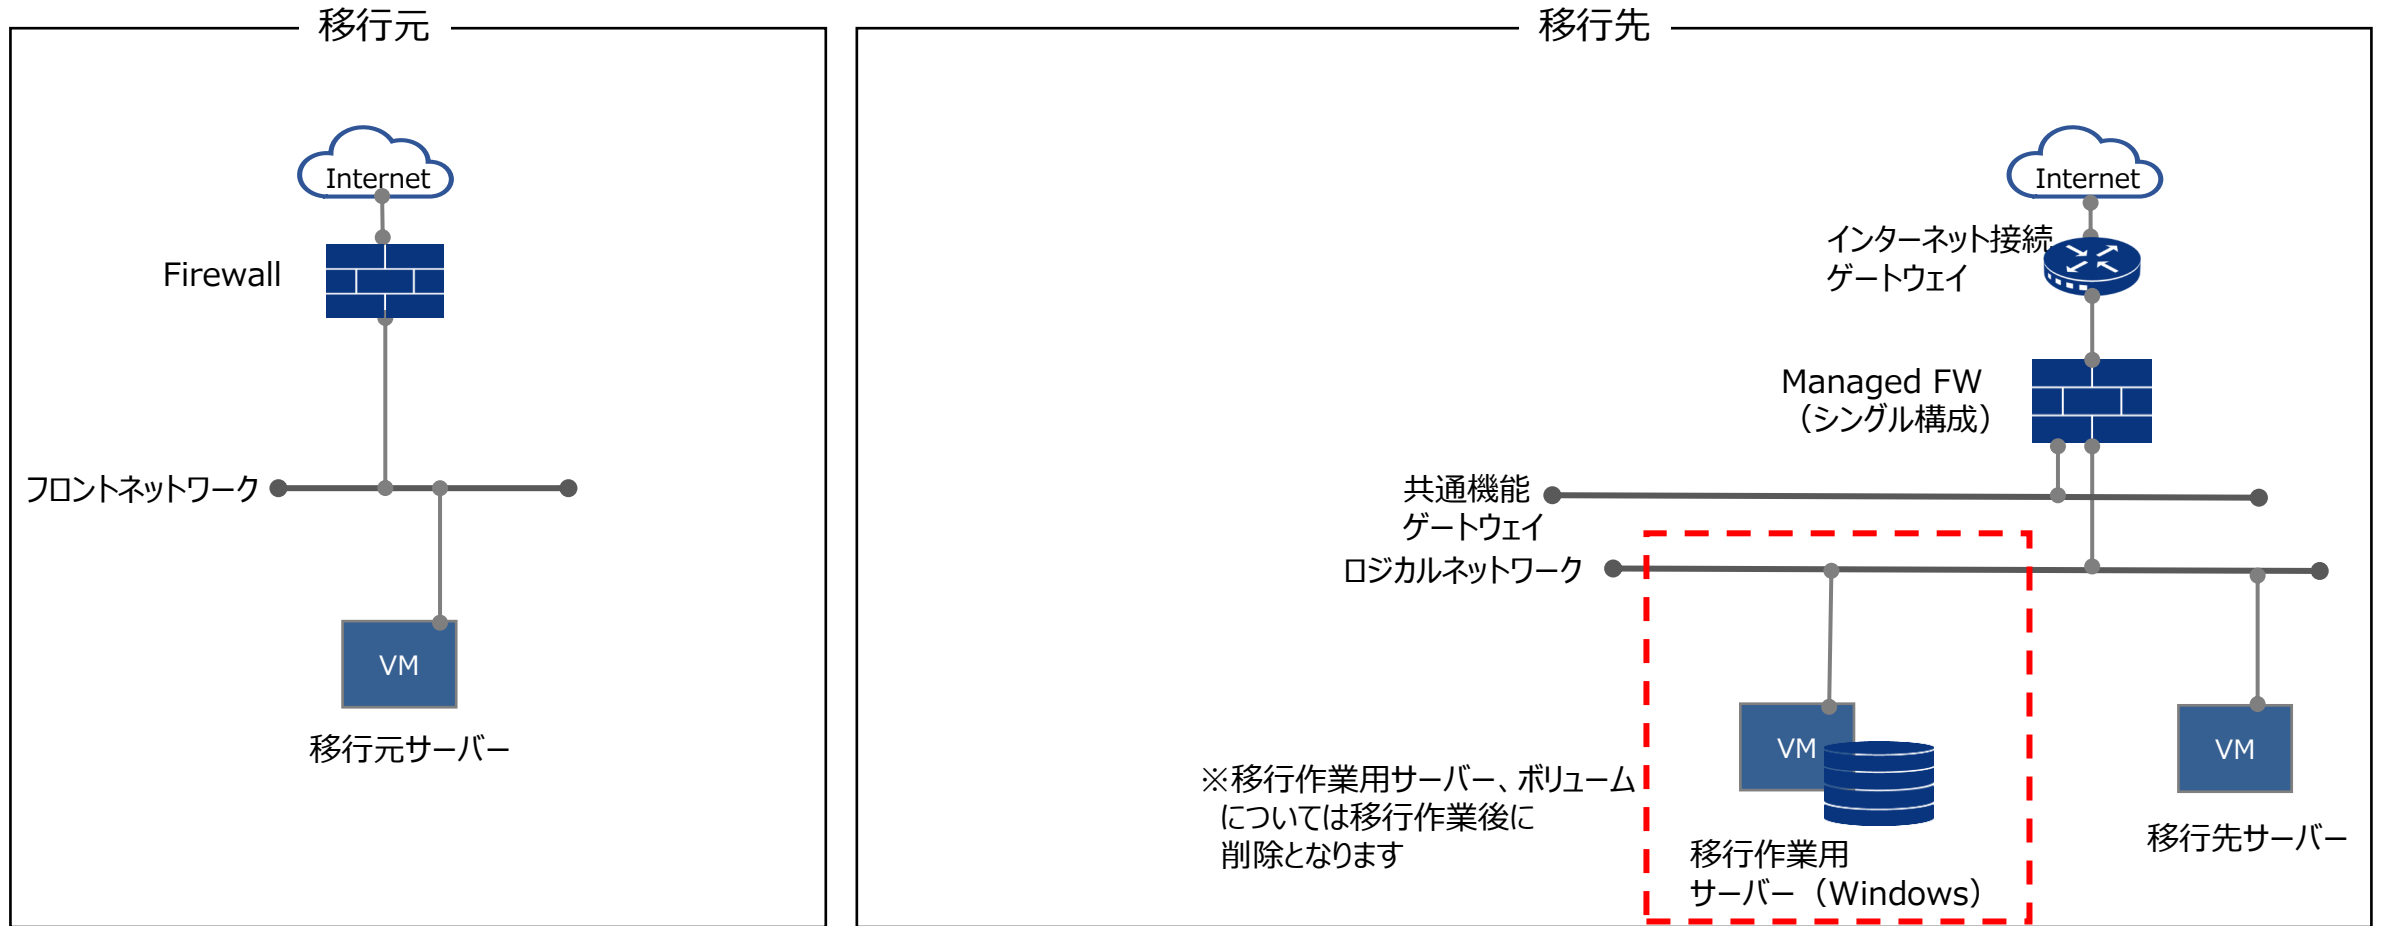 移行元
Internet
Firewall
フロントネットワーク
VM
移行元サーバー
移行先
Internet
インターネット接続
ゲートウェイ
Managed FW
（シングル構成）
共通機能
ゲートウェイ
ロジカルネットワーク
VM
※移行作業用サーバー、ボリューム
については移行作業後に
削除となります
移行作業用
サーバー（Windows）
VM
移行先サーバー